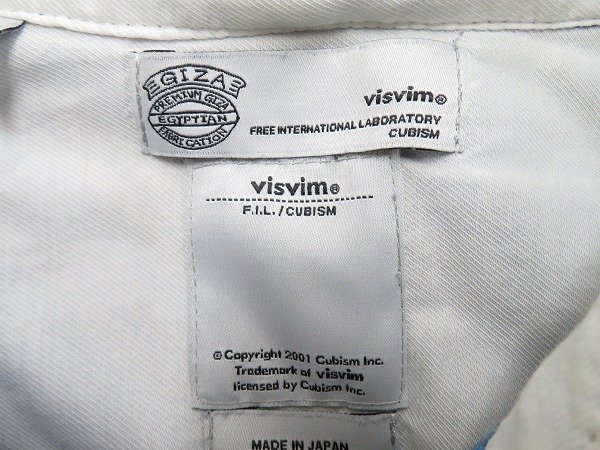 GIZA
PREMIUM GIZA
EGYPTIAN
FABRICATION
visvim®
FREE INTERNATIONAL LABORATORY
CUBISM
visvim®
F.I.L./CUBISM
© Copyright 2001 Cubism Inc.
Trademark of visvim
licensed by Cubism Inc.
MADE IN JAPAN